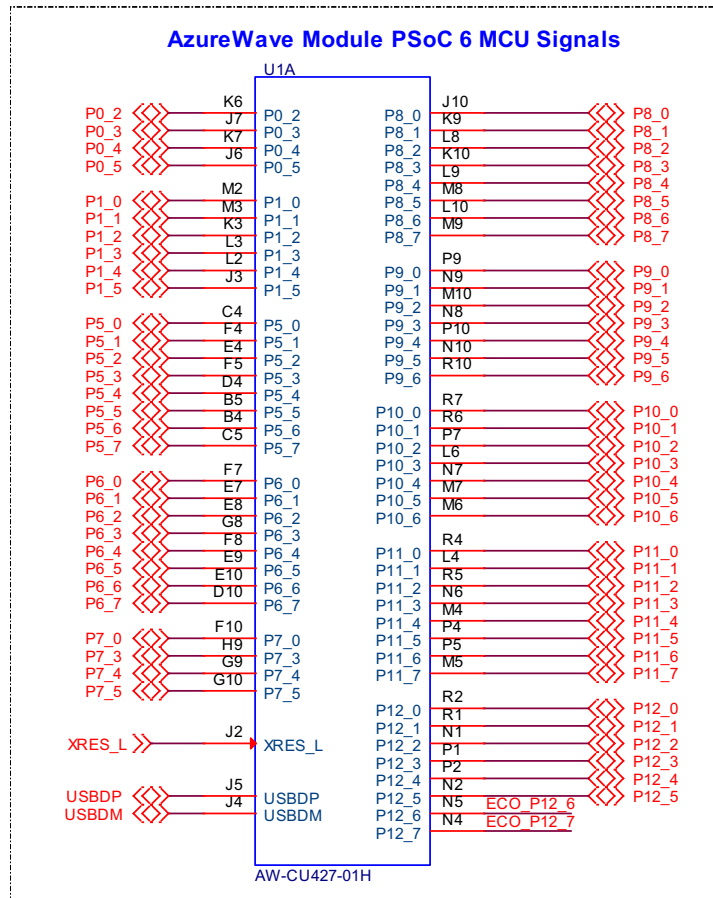 AzureWave Module PSoC 6 MCU Signals
U1A
P0_2 K6 P0_2
P0_3 J7 P0_3
P0_4 K7 P0_4
P0_5 J6 P0_5
P1_0 M2 P1_0
P1_1 M3 P1_1
P1_2 K3 P1_2
P1_3 L3 P1_3
P1_4 L2 P1_4
P1_5 J3 P1_5
P5_0 C4 P5_0
P5_1 F4 P5_1
P5_2 E4 P5_2
P5_3 F5 P5_3
P5_4 D4 P5_4
P5_5 B5 P5_5
P5_6 B4 P5_6
P5_7 C5 P5_7
P6_0 F7 P6_0
P6_1 E7 P6_1
P6_2 E8 P6_2
P6_3 G8 P6_3
P6_4 F8 P6_4
P6_5 E9 P6_5
P6_6 E10 P6_6
P6_7 D10 P6_7
P7_0 F10 P7_0
P7_3 H9 P7_3
P7_4 G9 P7_4
P7_5 G10 P7_5
XRES_L J2 XRES_L
USBDP J5 USBDP
USBDM J4 USBDM
P8_0 J10 P8_0
P8_1 K9 P8_1
P8_2 L8 P8_2
P8_3 K10 P8_3
P8_4 L9 P8_4
P8_5 M8 P8_5
P8_6 L10 P8_6
P8_7 M9 P8_7
P9_0 P9 P9_0
P9_1 N9 P9_1
P9_2 M10 P9_2
P9_3 N8 P9_3
P9_4 P10 P9_4
P9_5 N10 P9_5
P9_6 R10 P9_6
P10_0 R7 P10_0
P10_1 R6 P10_1
P10_2 P7 P10_2
P10_3 L6 P10_3
P10_4 N7 P10_4
P10_5 M7 P10_5
P10_6 M6 P10_6
P11_0 R4 P11_0
P11_1 L4 P11_1
P11_2 R5 P11_2
P11_3 N6 P11_3
P11_4 M4 P11_4
P11_5 P4 P11_5
P11_6 P5 P11_6
P11_7 M5 P11_7
P12_0 R2 P12_0
P12_1 R1 P12_1
P12_2 N1 P12_2
P12_3 P1 P12_3
P12_4 P2 P12_4
P12_5 N2 P12_5
P12_6 N5 ECO_P12_6
P12_7 N4 ECO_P12_7
AW-CU427-01H